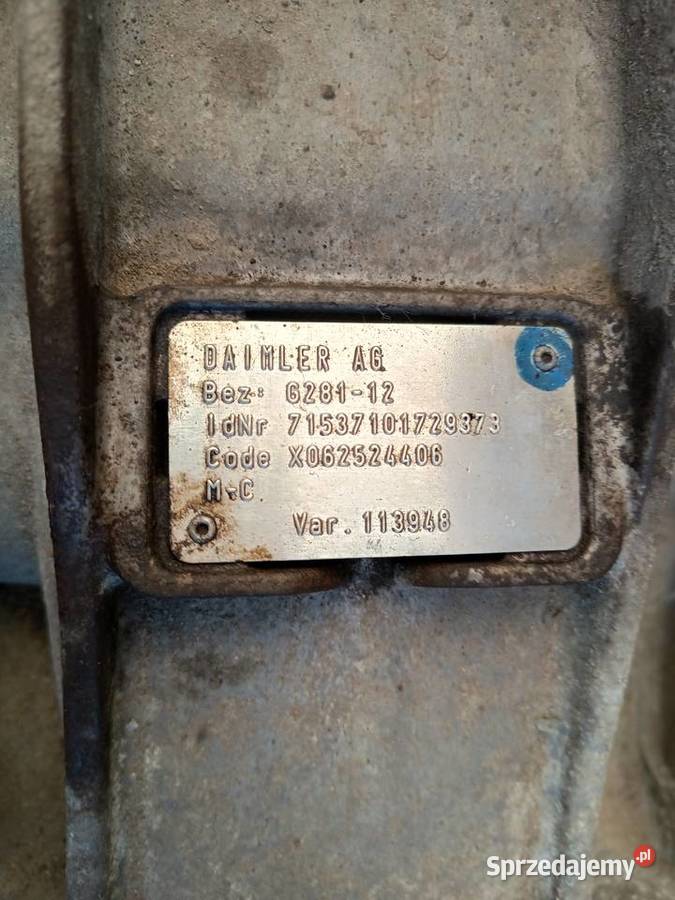 DAIMLER AG
Bez: G281-12
IdNr 71537101729373
Code X062524406
M-C
Var. 113948
Sprzedajemy.pl